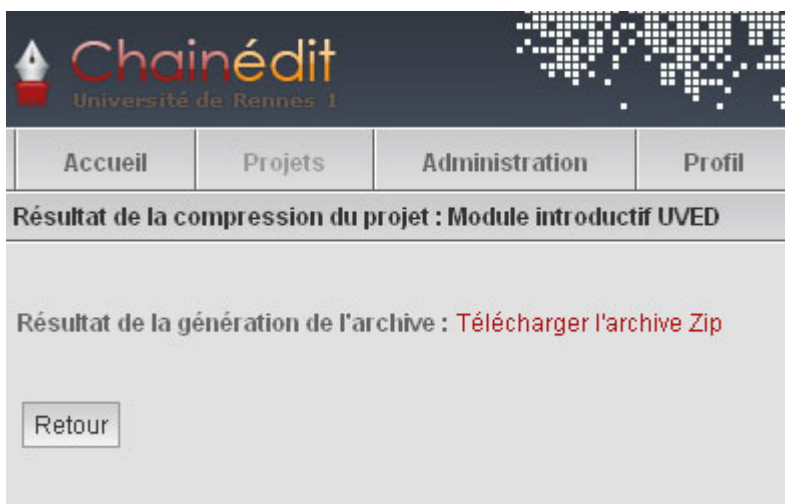 Chainédit
Université de Rennes 1
Accueil Projets Administration Profil
Résultat de la compression du projet : Module introductif UVED
Résultat de la génération de l'archive : Télécharger l'archive Zip
Retour